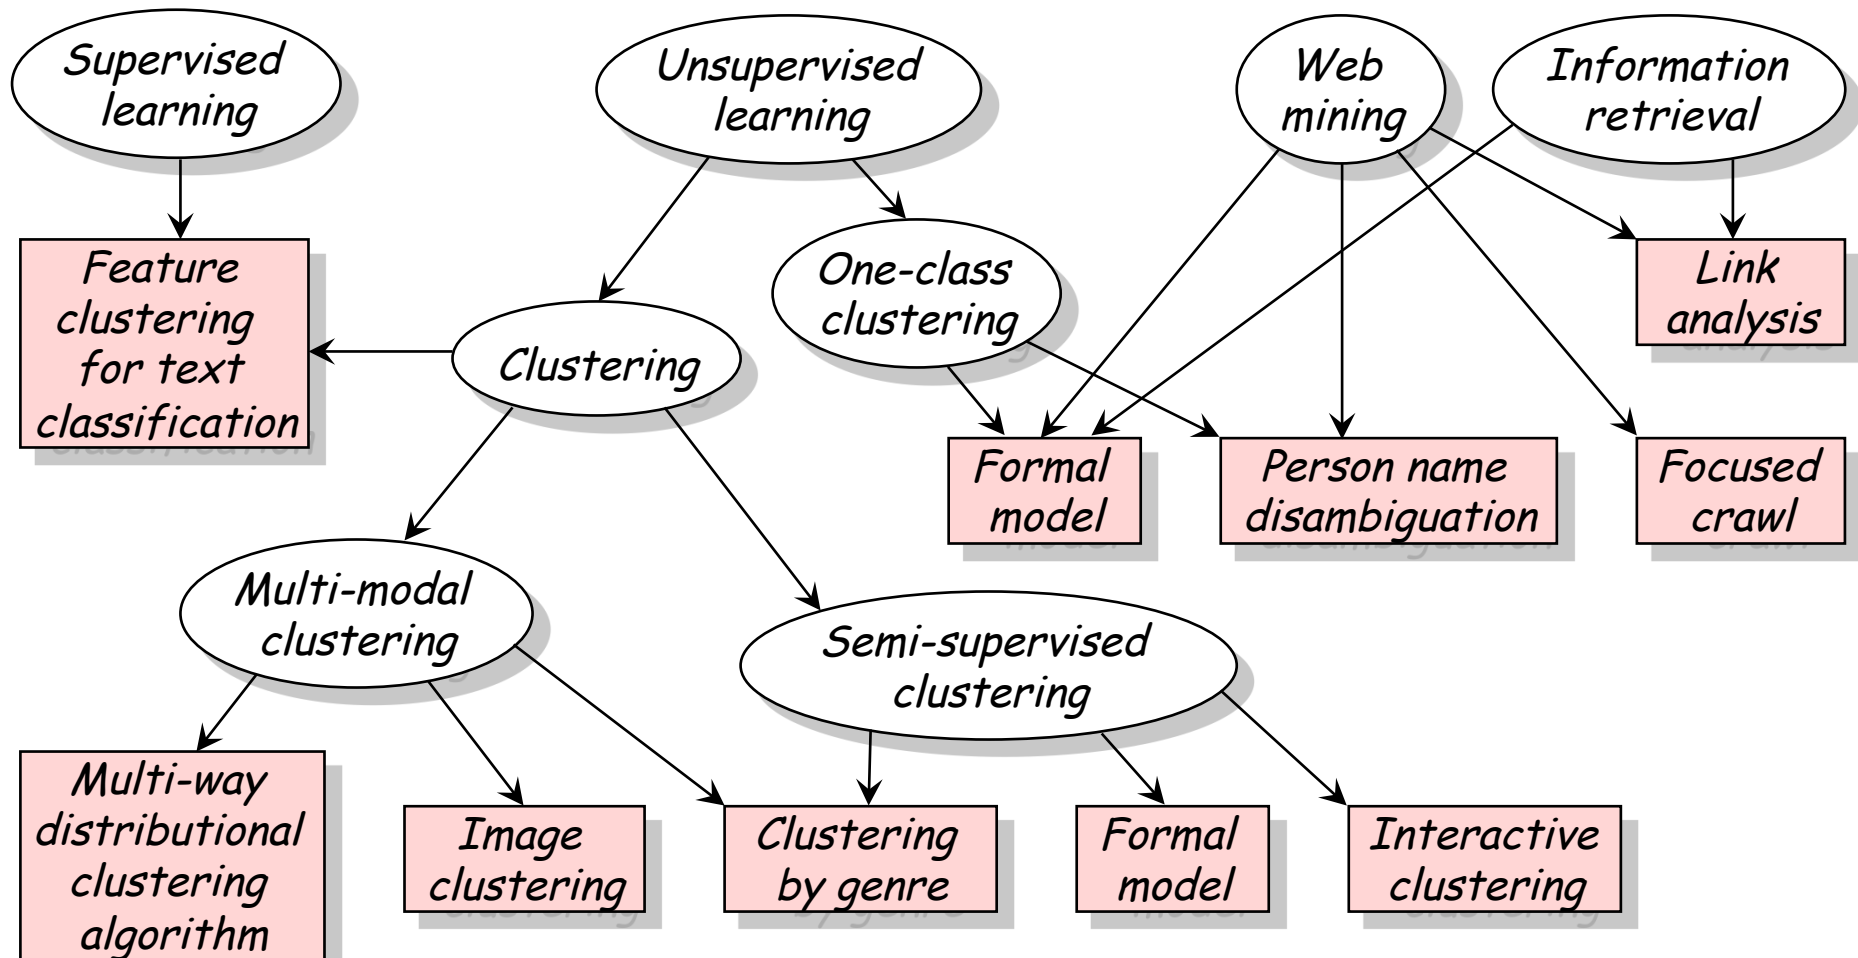 Supervised
learning
Unsupervised
learning
Web
mining
Information
retrieval
Feature
clustering
for text
classification
One-class
clustering
Link
analysis
Clustering
Formal
model
Person name
disambiguation
Focused
crawl
Multi-modal
clustering
Semi-supervised
clustering
Multi-way
distributional
clustering
algorithm
Image
clustering
Clustering
by genre
Formal
model
Interactive
clustering